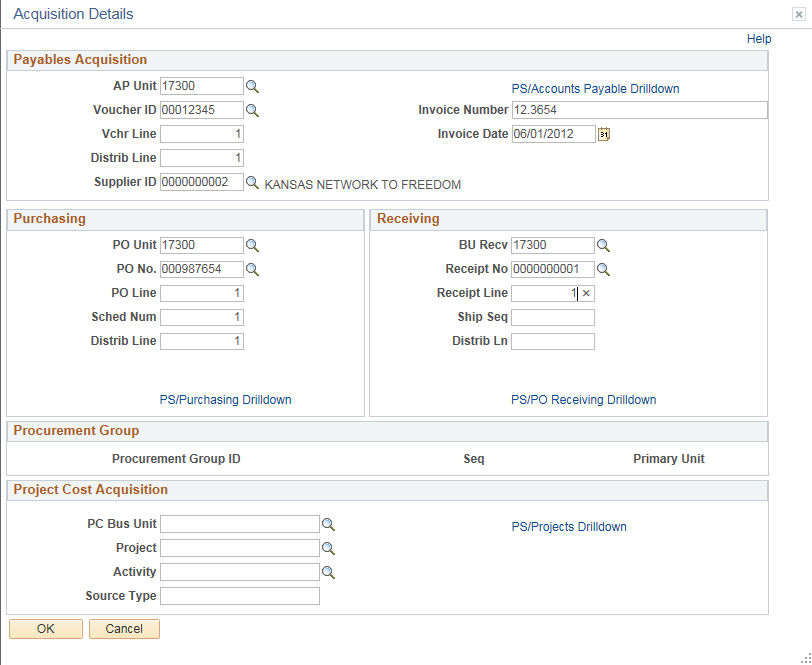 Acquisition Details
Help
Payables Acquisition
AP Unit 17300
PS/Accounts Payable Drilldown
Voucher ID 00012345 Invoice Number 12.3654
Vchr Line 1 Invoice Date 06/01/2012 31
Distrib Line 1
Supplier ID 0000000002 KANSAS NETWORK TO FREEDOM
Purchasing
PO Unit 17300
PO No. 000987654
PO Line 1
Sched Num 1
Distrib Line 1
PS/Purchasing Drilldown
Receiving
BU Recv 17300
Receipt No 0000000001
Receipt Line 1
Ship Seq
Distrib Ln
PS/PO Receiving Drilldown
Procurement Group
Procurement Group ID Seq Primary Unit
Project Cost Acquisition
PC Bus Unit PS/Projects Drilldown
Project
Activity
Source Type
OK Cancel